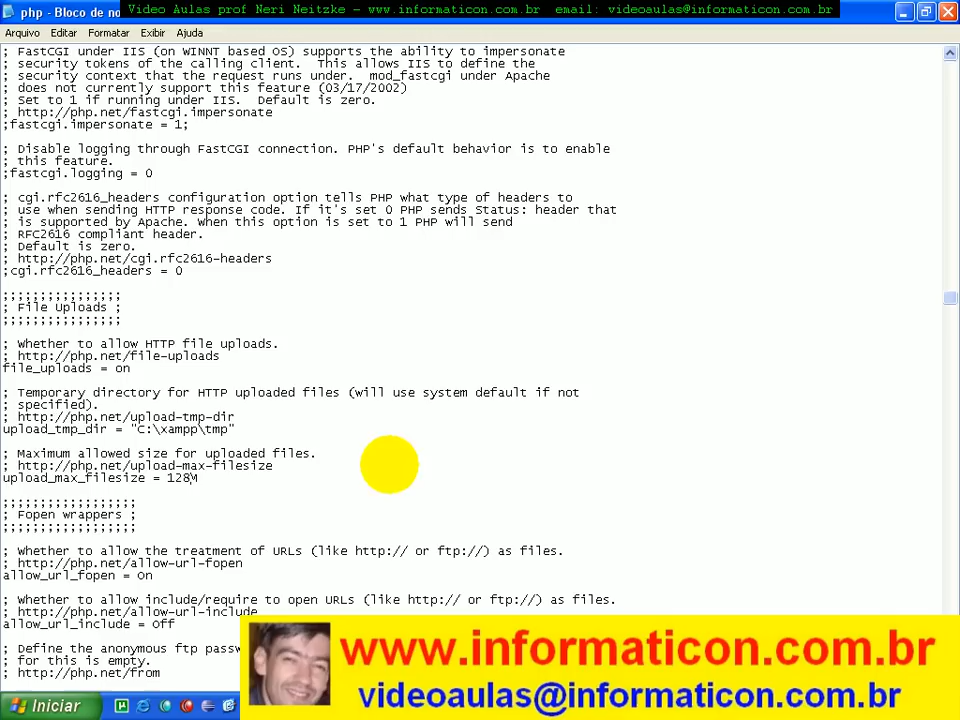 php - Bloco de no
Video Aulas prof Neri Neitzke – www.informaticon.com.br email: videoaulas@informaticon.com.br
Arquivo Editar Formatar Exibir Ajuda
; FastCGI under IIS (on WINNT based OS) supports the ability to impersonate
; security tokens of the calling client.  This allows IIS to define the
; security context that the request runs under.  mod_fastcgi under Apache
; does not currently support this feature (03/17/2002)
; Set to 1 if running under IIS.  Default is zero.
; http://php.net/fastcgi.impersonate
;fastcgi.impersonate = 1;
; Disable logging through FastCGI connection. PHP's default behavior is to enable
; this feature.
;fastcgi.logging = 0
; cgi.rfc2616_headers configuration option tells PHP what type of headers to
; use when sending HTTP response code. If it's set 0 PHP sends Status: header that
; is supported by Apache. When this option is set to 1 PHP will send
; RFC2616 compliant header.
; Default is zero.
; http://php.net/cgi.rfc2616-headers
;cgi.rfc2616_headers = 0
;;;;;;;;;;;;;;;;
; File Uploads ;
;;;;;;;;;;;;;;;;
; Whether to allow HTTP file uploads.
; http://php.net/file-uploads
file_uploads = on
; Temporary directory for HTTP uploaded files (will use system default if not
; specified).
; http://php.net/upload-tmp-dir
upload_tmp_dir = "C:\xampp\tmp"
; Maximum allowed size for uploaded files.
; http://php.net/upload-max-filesize
upload_max_filesize = 128M
;;;;;;;;;;;;;;;;;;
; Fopen wrappers ;
;;;;;;;;;;;;;;;;;;
; Whether to allow the treatment of URLs (like http:// or ftp://) as files.
; http://php.net/allow-url-fopen
allow_url_fopen = On
; Whether to allow include/require to open URLs (like http:// or ftp://) as files.
; http://php.net/allow-url-include
allow_url_include = Off
; Define the anonymous ftp passw
; for this is empty.
; http://php.net/from
www.informaticon.com.br
videoaulas@informaticon.com.br
Iniciar